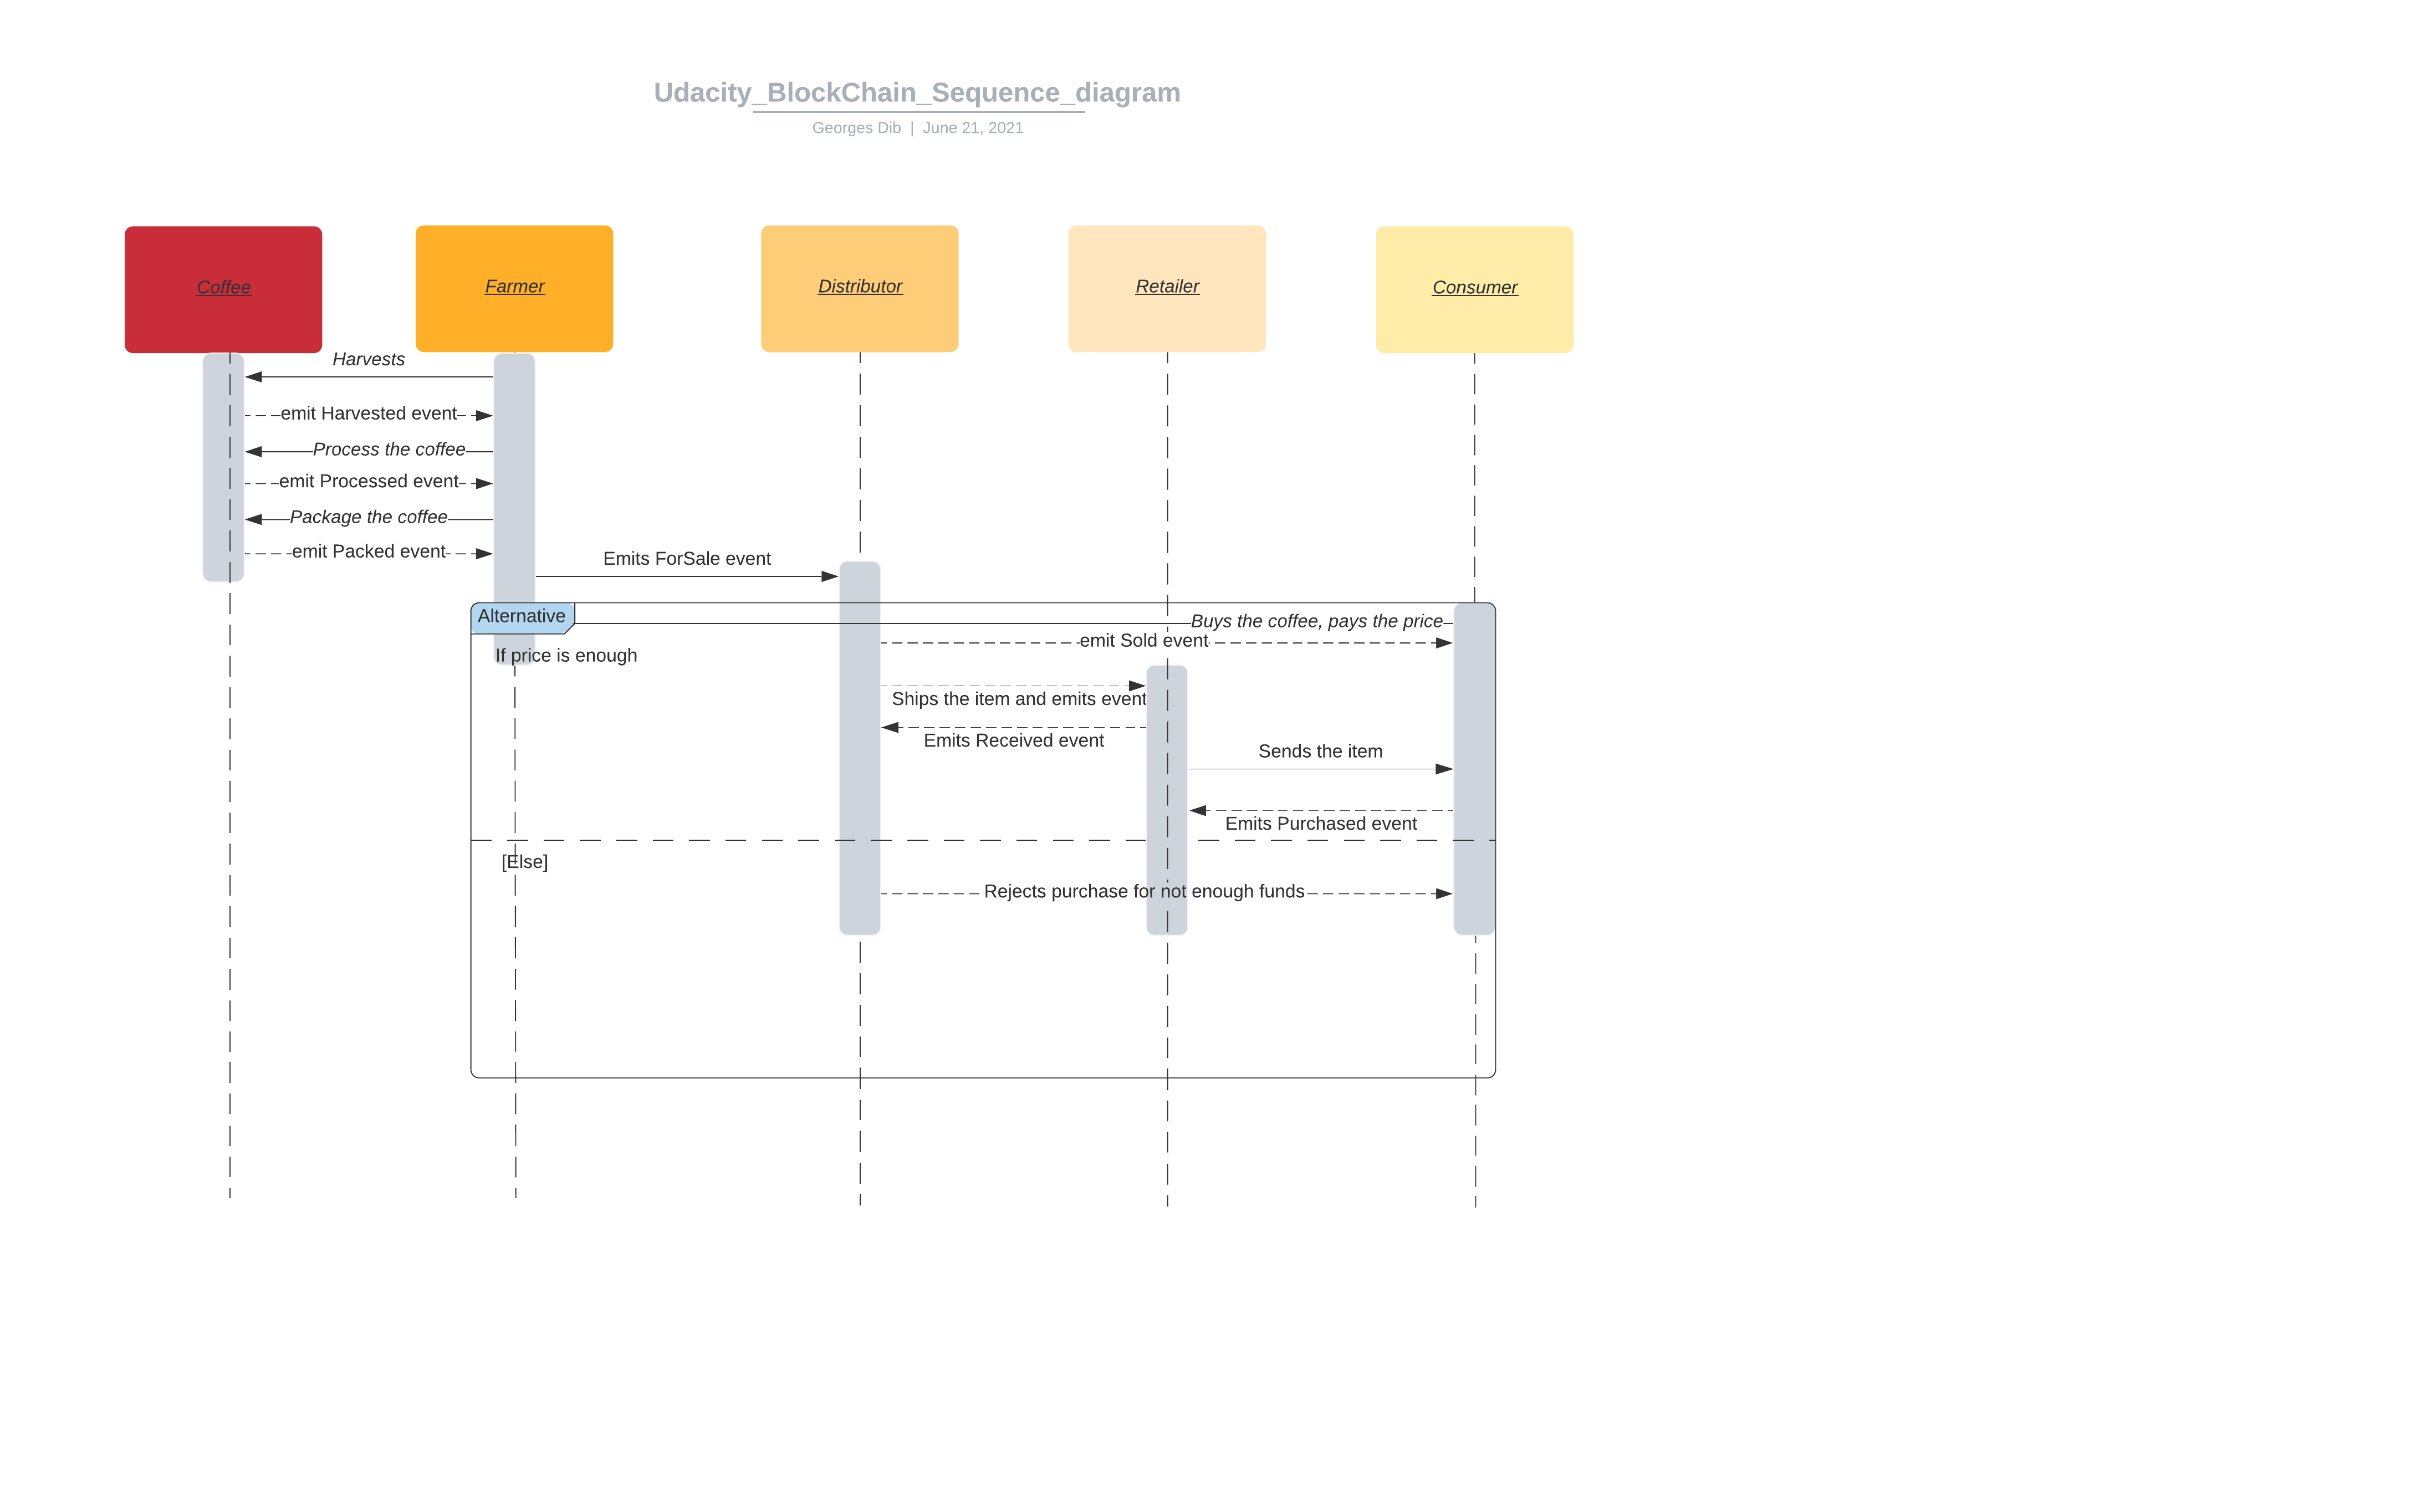 Udacity_BlockChain_Sequence_diagram
Georges Dib | June 21, 2021
Coffee
Farmer
Distributor
Retailer
Consumer
Harvests
emit Harvested event
Process the coffee
emit Processed event
Package the coffee
emit Packed event
Emits ForSale event
Alternative
Buys the coffee, pays the price
emit Sold event
If price is enough
Ships the item and emits event
Emits Received event
Sends the item
Emits Purchased event
[Else]
Rejects purchase for not enough funds